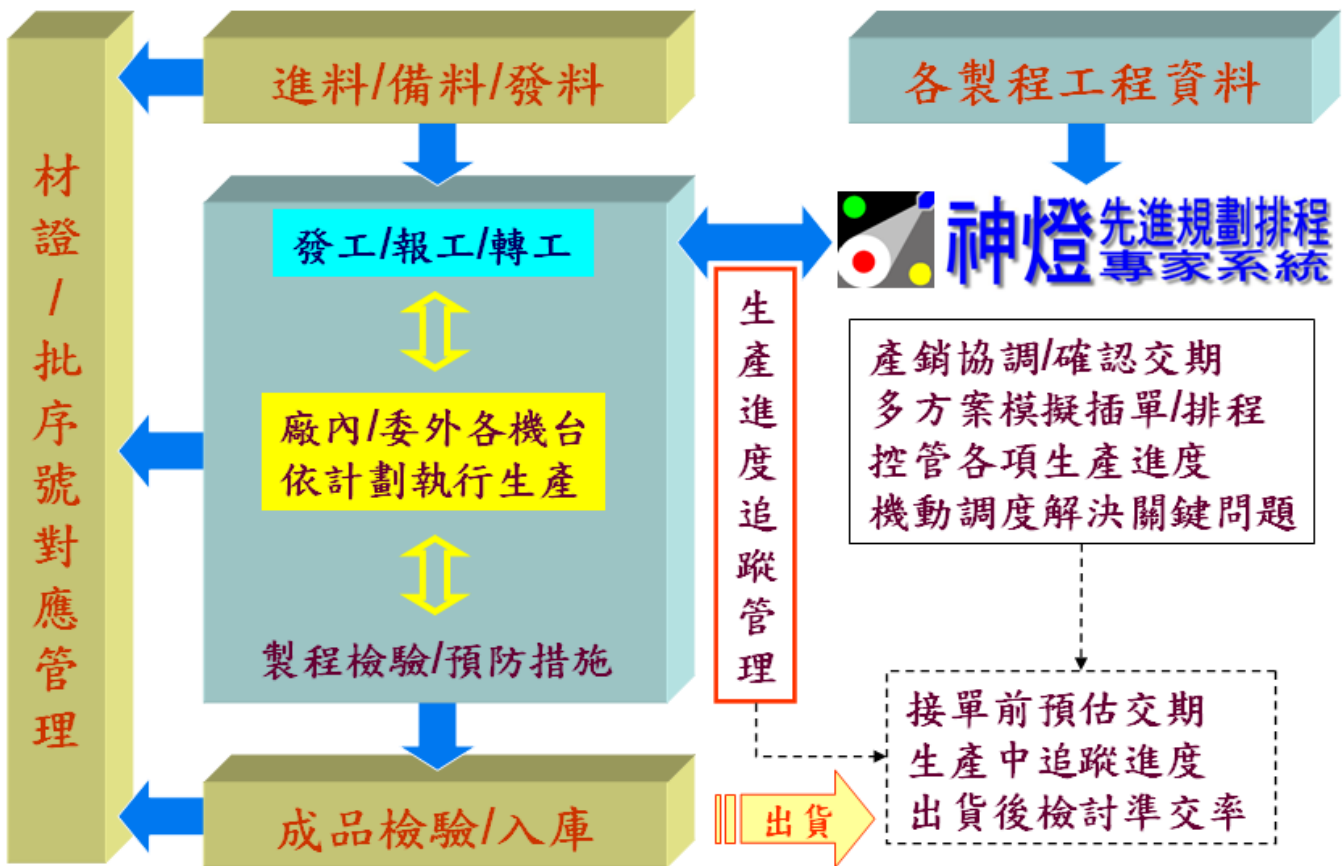 進料/備料/發料
各製程工程資料
材證/批序號對應管理
發工/報工/轉工
廠內/委外各機台
依計劃執行生產
製程檢驗/預防措施
成品檢驗/入庫
生產進度追蹤管理
神燈
先進規劃排程
專家系統
產銷協調/確認交期
多方案模擬插單/排程
控管各項生產進度
機動調度解決關鍵問題
接單前預估交期
生產中追蹤進度
出貨後檢討準交率
出貨